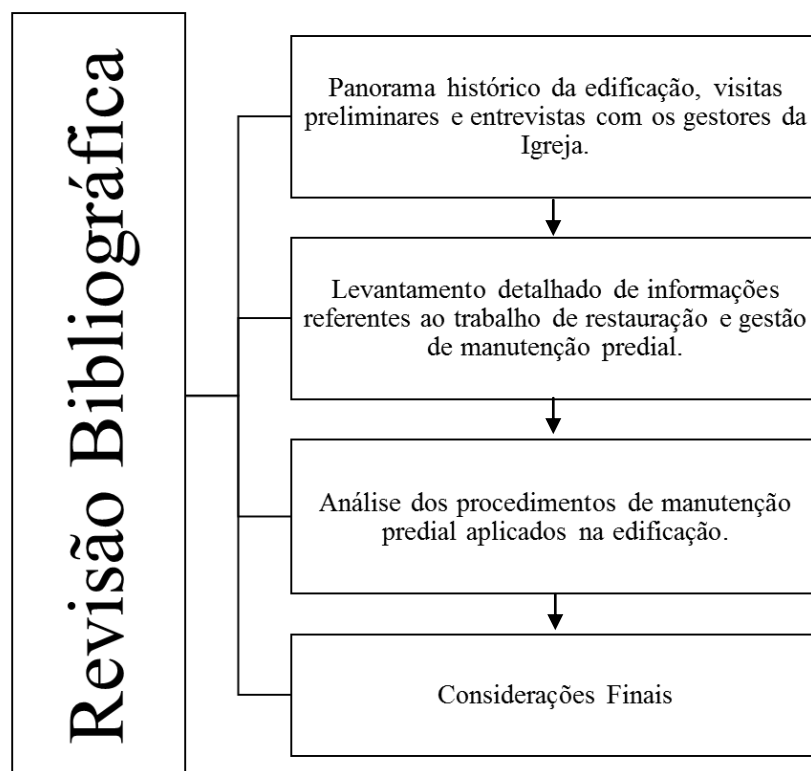 Revisão Bibliográfica
Panorama histórico da edificação, visitas
preliminares e entrevistas com os gestores da
Igreja.
Levantamento detalhado de informações
referentes ao trabalho de restauração e gestão
de manutenção predial.
Análise dos procedimentos de manutenção
predial aplicados na edificação.
Considerações Finais